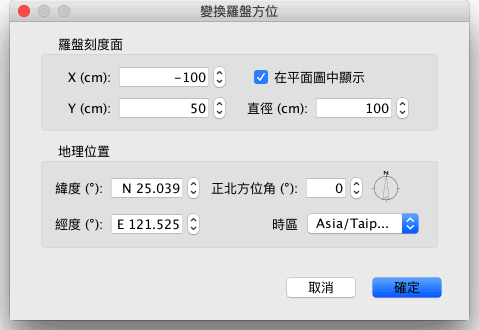 變換羅盤方位
羅盤刻度面
X (cm): -100 在平面圖中顯示
Y (cm): 50 直徑 (cm): 100
地理位置
緯度 (°): N 25.039 正北方位角 (°): 0 N
經度 (°): E 121.525 時區 Asia/Taip...
取消 確定